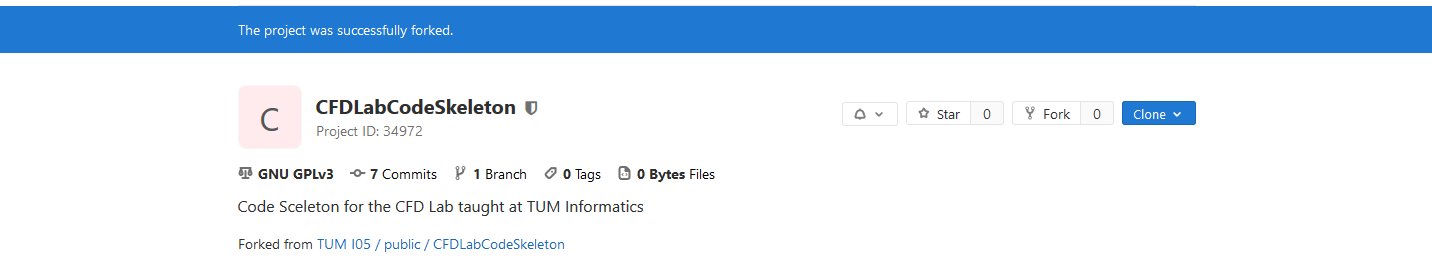 The project was successfully forked.
C
CFDLabCodeSkeleton
Project ID: 34972
Star 0
Fork 0
Clone
GNU GPLv3 7 Commits 1 Branch 0 Tags 0 Bytes Files
Code Sceleton for the CFD Lab taught at TUM Informatics
Forked from TUM I05 / public / CFDLabCodeSkeleton